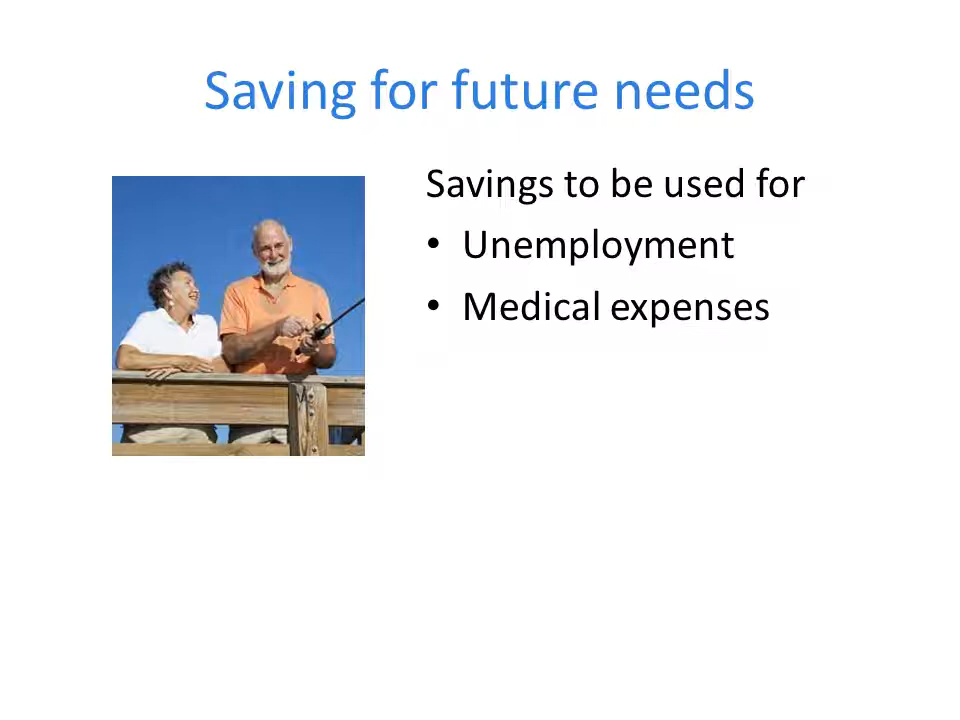 Saving for future needs
Savings to be used for
• Unemployment
• Medical expenses